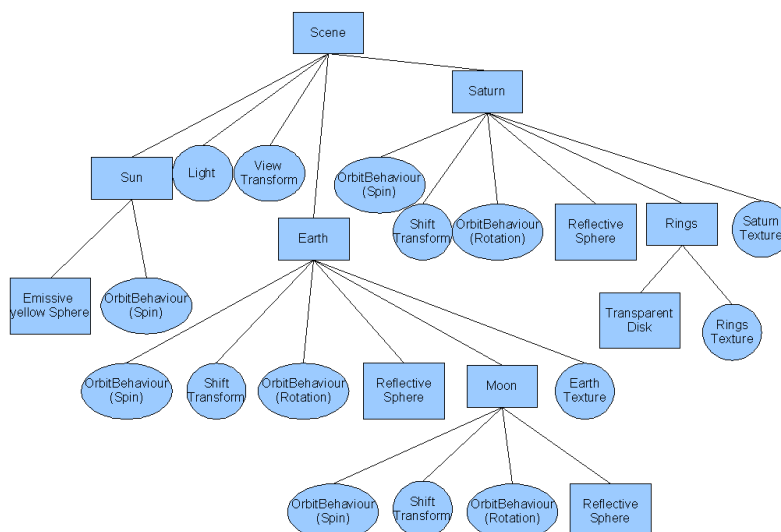 Scene
Saturn
Sun
Light
View
Transform
OrbitBehaviour
(Spin)
Shift
Transform
OrbitBehaviour
(Rotation)
Reflective
Sphere
Rings
Saturn
Texture
Earth
Emissive
yellow Sphere
OrbitBehaviour
(Spin)
Transparent
Disk
Rings
Texture
OrbitBehaviour
(Spin)
Shift
Transform
OrbitBehaviour
(Rotation)
Reflective
Sphere
Moon
Earth
Texture
OrbitBehaviour
(Spin)
Shift
Transform
OrbitBehaviour
(Rotation)
Reflective
Sphere